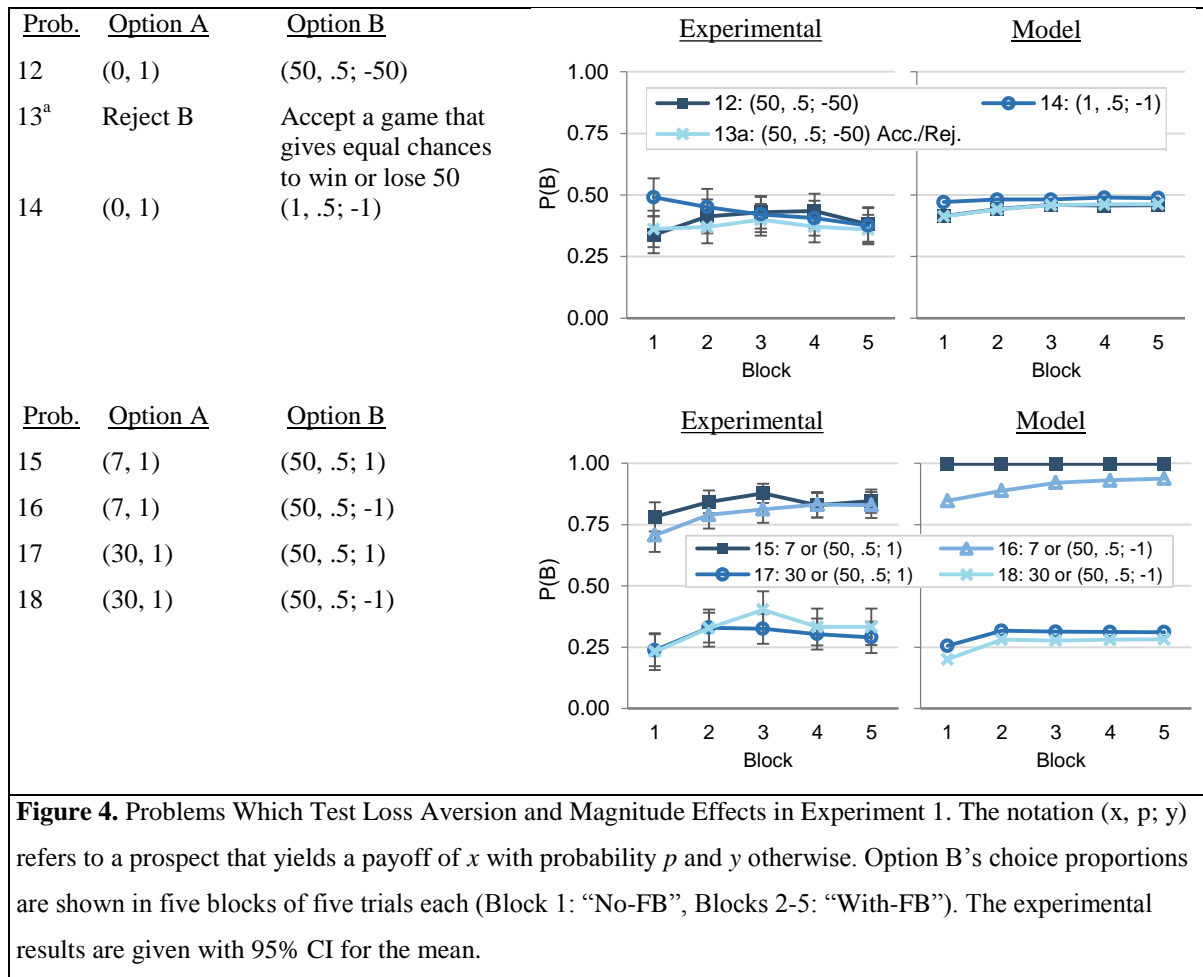 Prob. Option A Option B
12 (0, 1) (50, .5; -50)
13a Reject B Accept a game that
gives equal chances
to win or lose 50
14 (0, 1) (1, .5; -1)
Experimental Model
1.00
0.75
0.50
0.25
0.00
P(B)
12: (50, .5; -50) 14: (1, .5; -1)
13a: (50, .5; -50) Acc./Rej.
1 2 3 4 5 1 2 3 4 5
Block Block
Prob. Option A Option B
15 (7, 1) (50, .5; 1)
16 (7, 1) (50, .5; -1)
17 (30, 1) (50, .5; 1)
18 (30, 1) (50, .5; -1)
Experimental Model
1.00
0.75
0.50
0.25
0.00
P(B)
15: 7 or (50, .5; 1) 16: 7 or (50, .5; -1)
17: 30 or (50, .5; 1) 18: 30 or (50, .5; -1)
1 2 3 4 5 1 2 3 4 5
Block Block
Figure 4. Problems Which Test Loss Aversion and Magnitude Effects in Experiment 1. The notation (x, p; y)
refers to a prospect that yields a payoff of x with probability p and y otherwise. Option B’s choice proportions
are shown in five blocks of five trials each (Block 1: “No-FB”, Blocks 2-5: “With-FB”). The experimental
results are given with 95% CI for the mean.